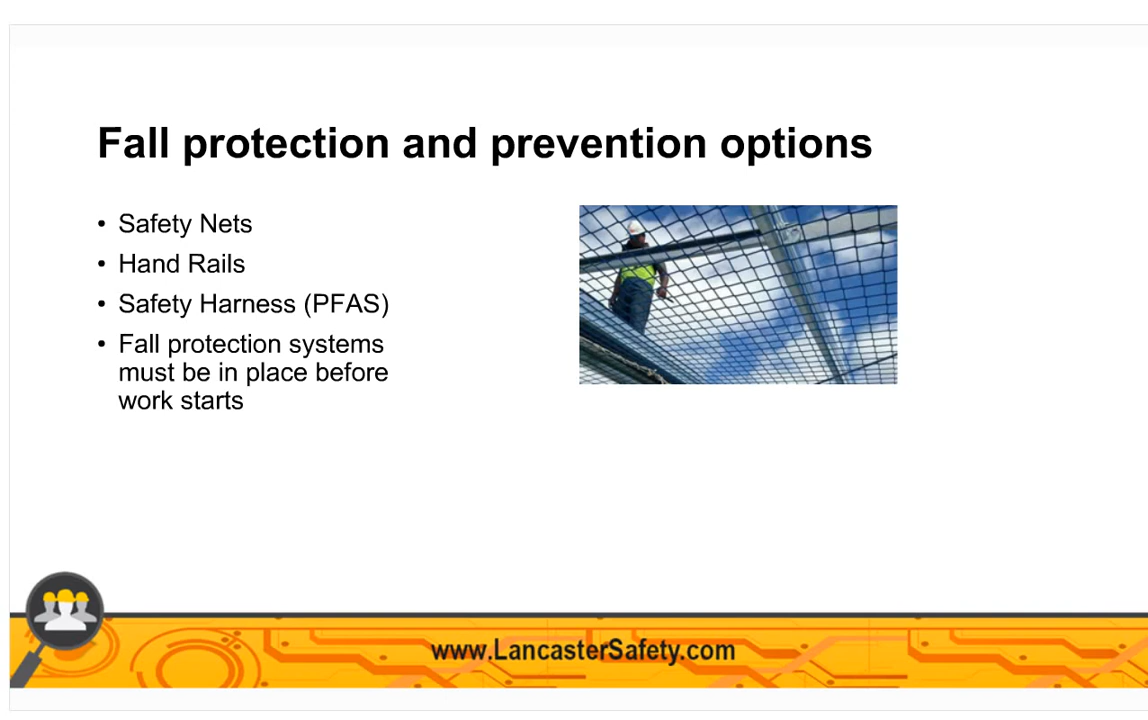 Fall protection and prevention options
• Safety Nets
• Hand Rails
• Safety Harness (PFAS)
• Fall protection systems
must be in place before
work starts
www.LancasterSafety.com